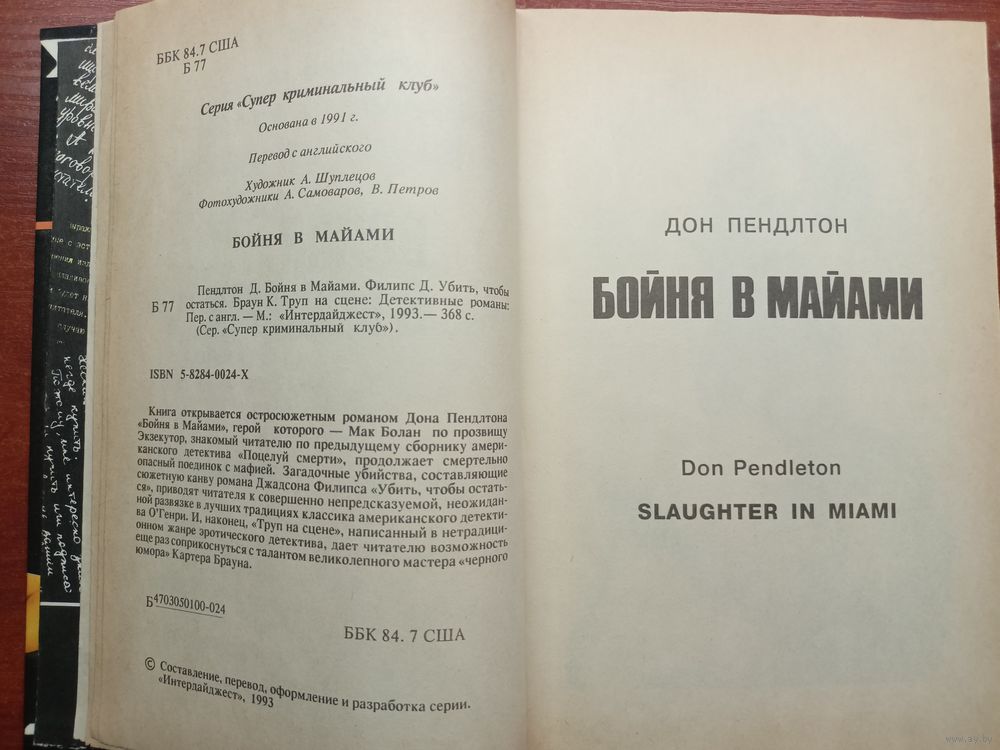 ББК 84.7 США
Б 77
Серия «Супер криминальный клуб»
Основана в 1991 г.
Перевод с английского
Художник А. Шуплецов
Фотохудожники А. Самоваров, В. Петров
БОЙНЯ В МАЙАМИ
Пендлтон Д. Бойня в Майами. Филипс Д. Убить, чтобы
Б 77 остаться. Браун К. Труп на сцене: Детективные романы:
Пер. с англ. — М.: «Интердайджест», 1993.— 368 с.
(Сер. «Супер криминальный клуб»).
ISBN 5-8284-0024-X
Книга открывается остросюжетным романом Дона Пендлтона
«Бойня в Майами», герой которого — Мак Болан по прозвищу
Экзекутор, знакомый читателю по предыдущему сборнику амери-
канского детектива «Поцелуй смерти», продолжает смертельно
опасный поединок с мафией. Загадочные убийства, составляющие
сюжетную канву романа Джадсона Филипса «Убить, чтобы остать-
ся», приводят читателя к совершенно непредсказуемой, неожидан-
ной развязке в лучших традициях классика американского детекти-
ва О'Генри. И, наконец, «Труп на сцене», написанный в нетрадици-
онном жанре эротического детектива, дает читателю возможность
еще раз соприкоснуться с талантом великолепного мастера «черного
юмора» Картера Брауна.
Б 4703050100-024
ББК 84. 7 США
© Составление, перевод, оформление и разработка серии.
«Интердайджест», 1993
ДОН ПЕНДЛТОН
БОЙНЯ В МАЙАМИ
Don Pendleton
SLAUGHTER IN MIAMI
www.ay.by